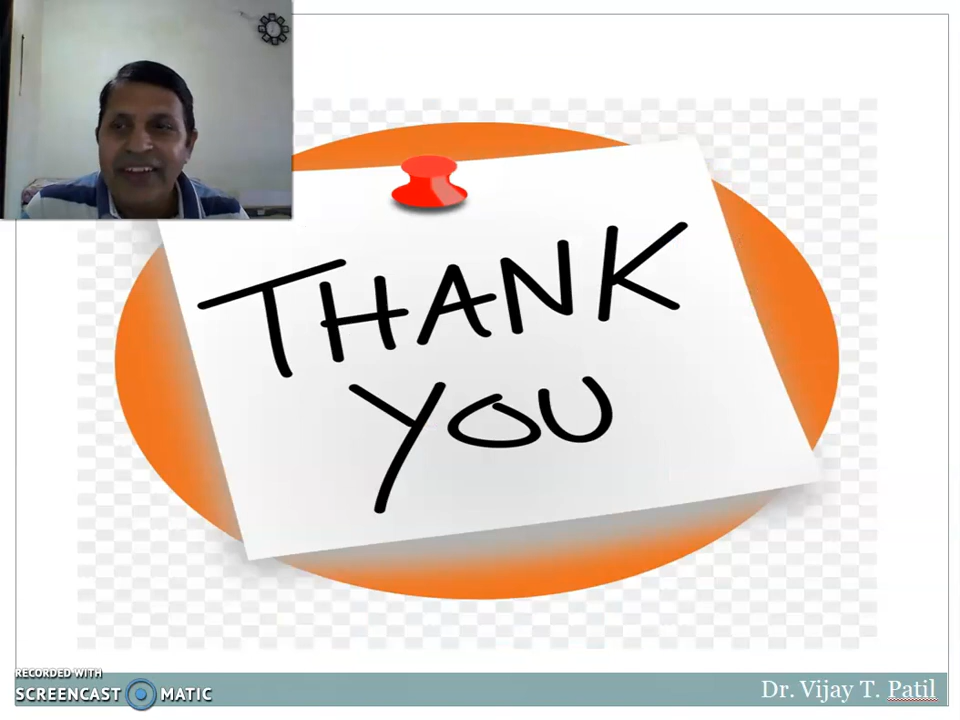 THANK
YOU
RECORDED WITH
SCREENCAST MATIC
Dr. Vijay T. Patil